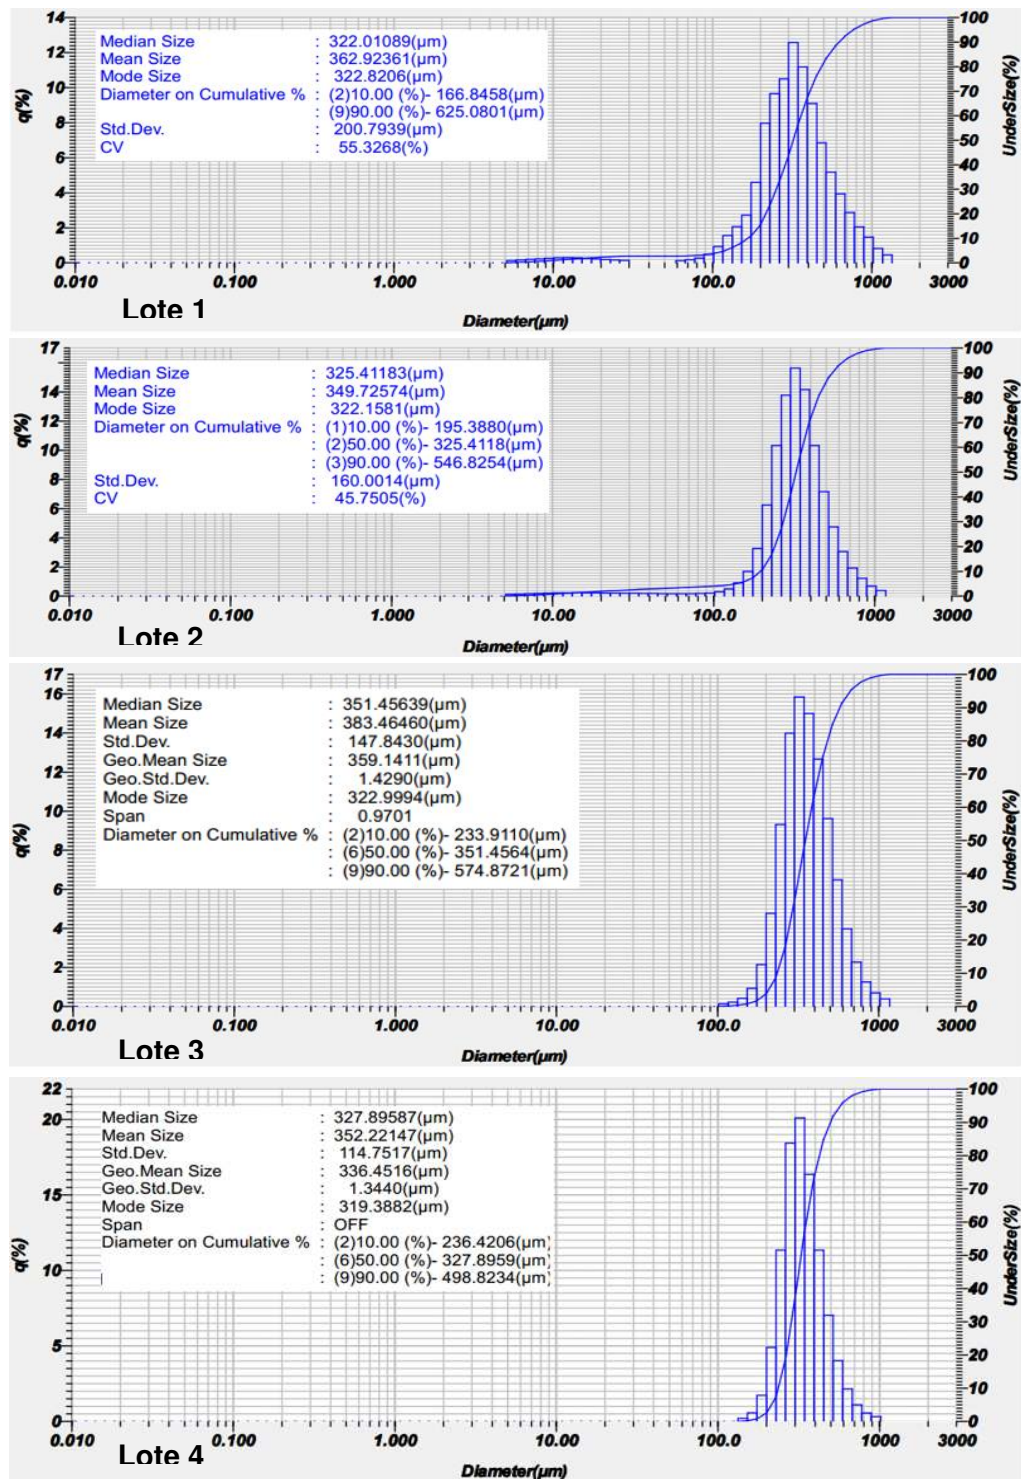 14
12
10
8
6
4
2
0
q(%)
Median Size : 322.01089(µm)
Mean Size : 362.92361(µm)
Mode Size : 322.8206(µm)
Diameter on Cumulative % : (2)10.00 (%)- 166.8458(µm)
: (9)90.00 (%)- 625.0801(µm)
Std.Dev. : 200.7939(µm)
CV : 55.3268(%)
100
90
80
70
60
50
40
30
20
10
0
UnderSize(%)
0.010 0.100 1.000 10.00 100.0 1000 3000
Lote 1
Diameter(µm)
17
14
12
10
8
6
4
2
0
q(%)
Median Size : 325.41183(µm)
Mean Size : 349.72574(µm)
Mode Size : 322.1581(µm)
Diameter on Cumulative % : (1)10.00 (%)- 195.3880(µm)
: (2)50.00 (%)- 325.4118(µm)
: (3)90.00 (%)- 546.8254(µm)
Std.Dev. : 160.0014(µm)
CV : 45.7505(%)
100
90
80
70
60
50
40
30
20
10
0
UnderSize(%)
0.010 0.100 1.000 10.00 100.0 1000 3000
Lote 2
Diameter(µm)
17
16
14
12
10
8
6
4
2
0
q(%)
Median Size : 351.45639(µm)
Mean Size : 383.46460(µm)
Std.Dev. : 147.8430(µm)
Geo.Mean Size : 359.1411(µm)
Geo.Std.Dev. : 1.4290(µm)
Mode Size : 322.9994(µm)
Span : 0.9701
Diameter on Cumulative % : (2)10.00 (%)- 233.9110(µm)
: (6)50.00 (%)- 351.4564(µm)
: (9)90.00 (%)- 574.8721(µm)
100
90
80
70
60
50
40
30
20
10
0
UnderSize(%)
0.010 0.100 1.000 10.00 100.0 1000 3000
Lote 3
Diameter(µm)
22
20
15
10
5
0
q(%)
Median Size : 327.89587(µm)
Mean Size : 352.22147(µm)
Std.Dev. : 114.7517(µm)
Geo.Mean Size : 336.4516(µm)
Geo.Std.Dev. : 1.3440(µm)
Mode Size : 319.3882(µm)
Span : OFF
Diameter on Cumulative % : (2)10.00 (%)- 236.4206(µm)
: (6)50.00 (%)- 327.8959(µm)
: (9)90.00 (%)- 498.8234(µm)
100
90
80
70
60
50
40
30
20
10
0
UnderSize(%)
0.010 0.100 1.000 10.00 100.0 1000 3000
Lote 4
Diameter(µm)